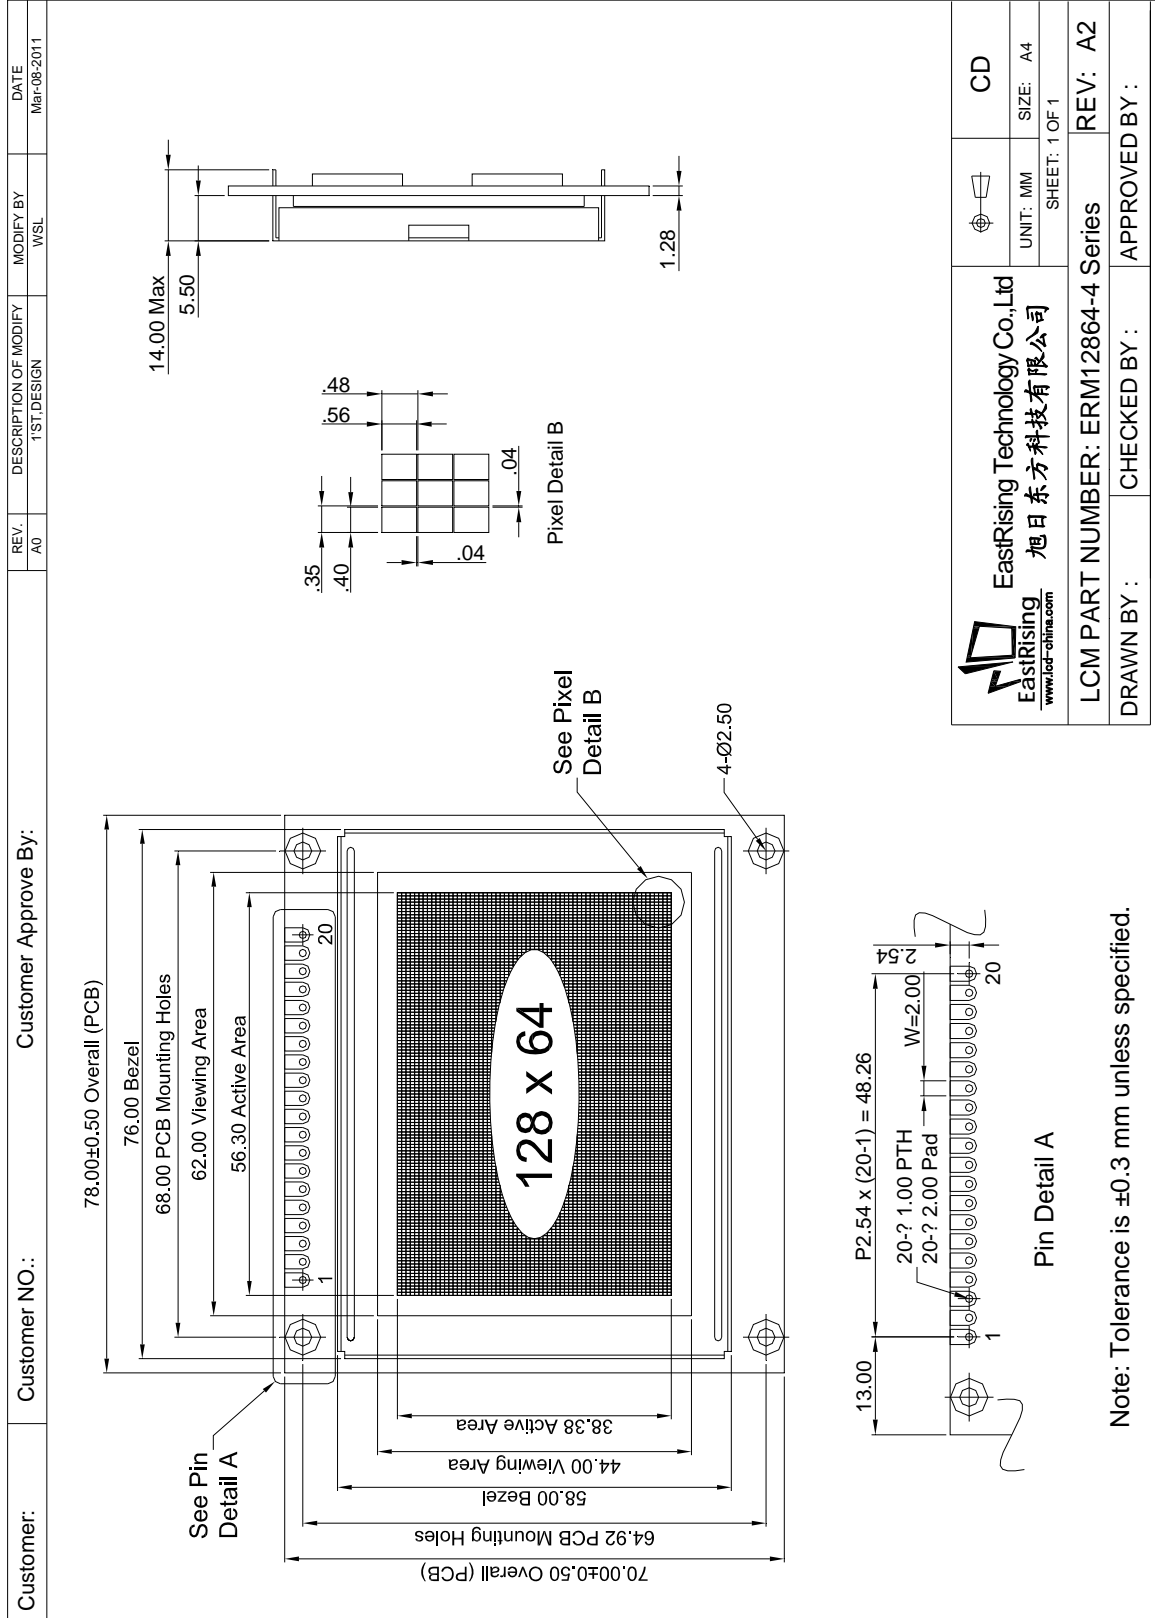 Customer:
Customer NO.:
Customer Approve By:
REV.
DESCRIPTION OF MODIFY
MODIFY BY
DATE
A0
1'ST,DESIGN
WSL
Mar-08-2011
78.00±0.50 Overall (PCB)
76.00 Bezel
68.00 PCB Mounting Holes
62.00 Viewing Area
56.30 Active Area
See Pin
Detail A
1
20
128 x 64
70.00±0.50 Overall (PCB)
64.92 PCB Mounting Holes
58.00 Bezel
44.00 Viewing Area
38.38 Active Area
See Pixel
Detail B
4-Ø2.50
.35
.40
.48
.56
.04
.04
Pixel Detail B
14.00 Max
5.50
1.28
13.00
P2.54 x (20-1) = 48.26
20-? 1.00 PTH
20-? 2.00 Pad
W=2.00
2.54
1
20
Pin Detail A
Note: Tolerance is ±0.3 mm unless specified.
EastRising
www.lcd-china.com
EastRising Technology Co.,Ltd
旭日东方科技有限公司
CD
UNIT: MM
SIZE: A4
SHEET: 1 OF 1
LCM PART NUMBER: ERM12864-4 Series
REV: A2
DRAWN BY :
CHECKED BY :
APPROVED BY :